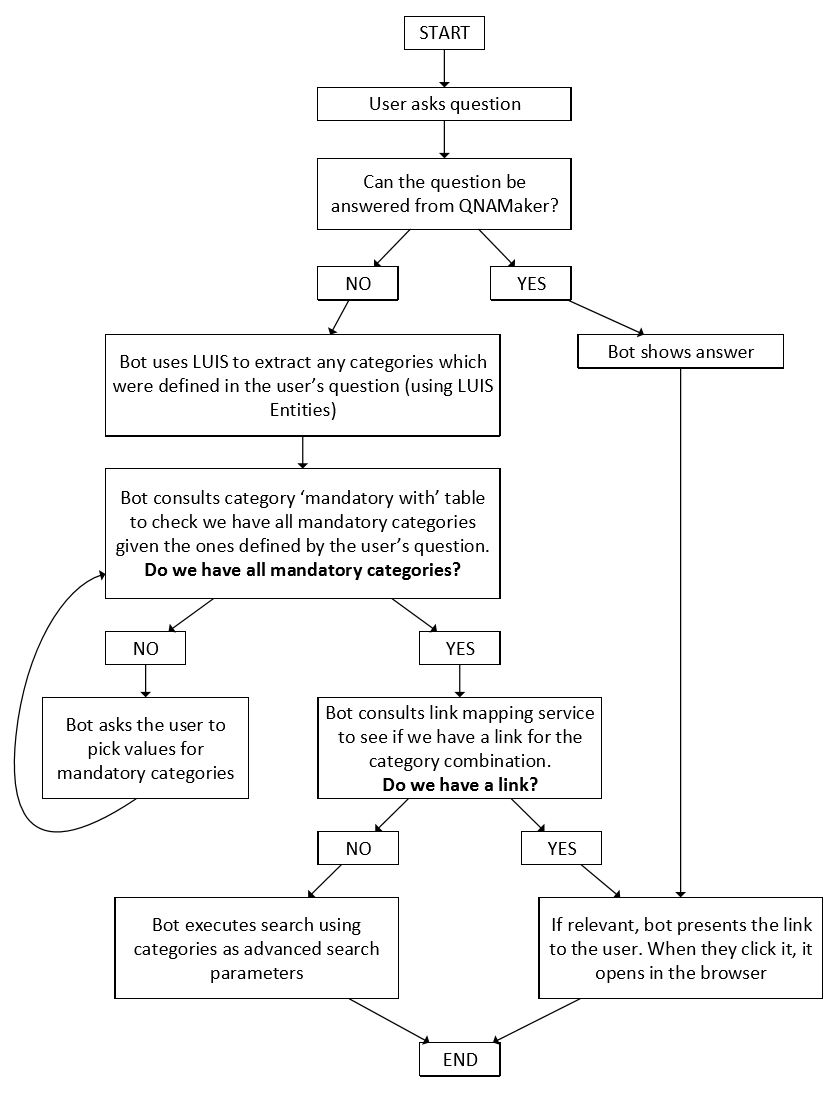 START
User asks question
Can the question be
answered from QNAMaker?
NO
YES
Bot uses LUIS to extract any categories which
were defined in the user’s question (using LUIS
Entities)
Bot shows answer
Bot consults category ‘mandatory with’ table
to check we have all mandatory categories
given the ones defined by the user’s question.
Do we have all mandatory categories?
NO
YES
Bot asks the user to
pick values for
mandatory categories
Bot consults link mapping service
to see if we have a link for the
category combination.
Do we have a link?
NO
YES
Bot executes search using
categories as advanced search
parameters
If relevant, bot presents the link
to the user. When they click it, it
opens in the browser
END